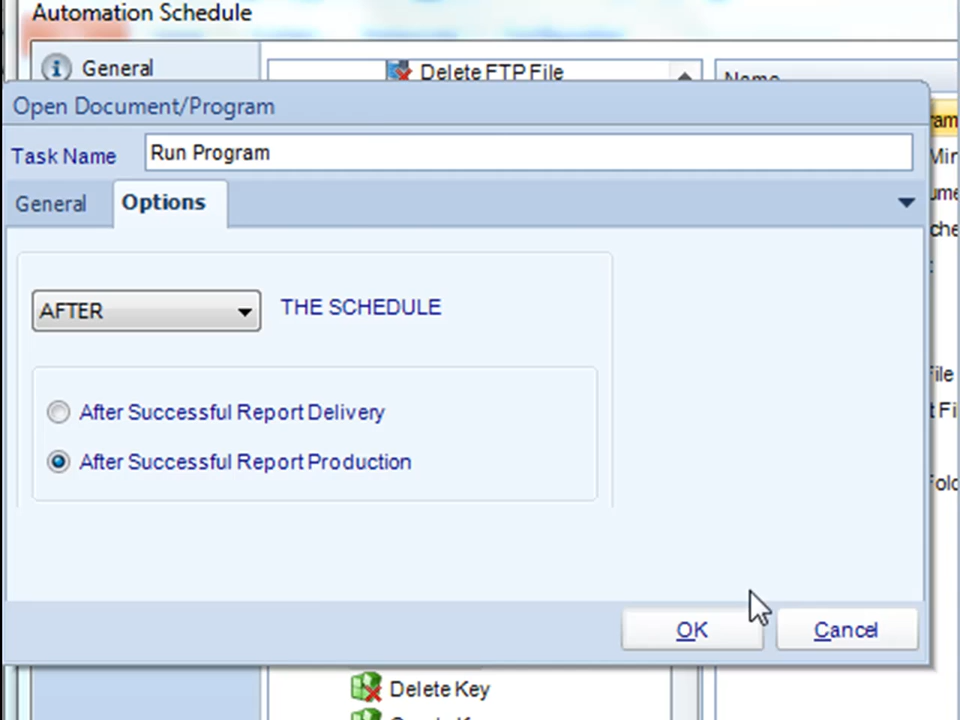 Automation Schedule
General
Delete FTP File
Name
Open Document/Program
Task Name
Run Program
General
Options
AFTER
THE SCHEDULE
After Successful Report Delivery
After Successful Report Production
OK
Cancel
Delete Key